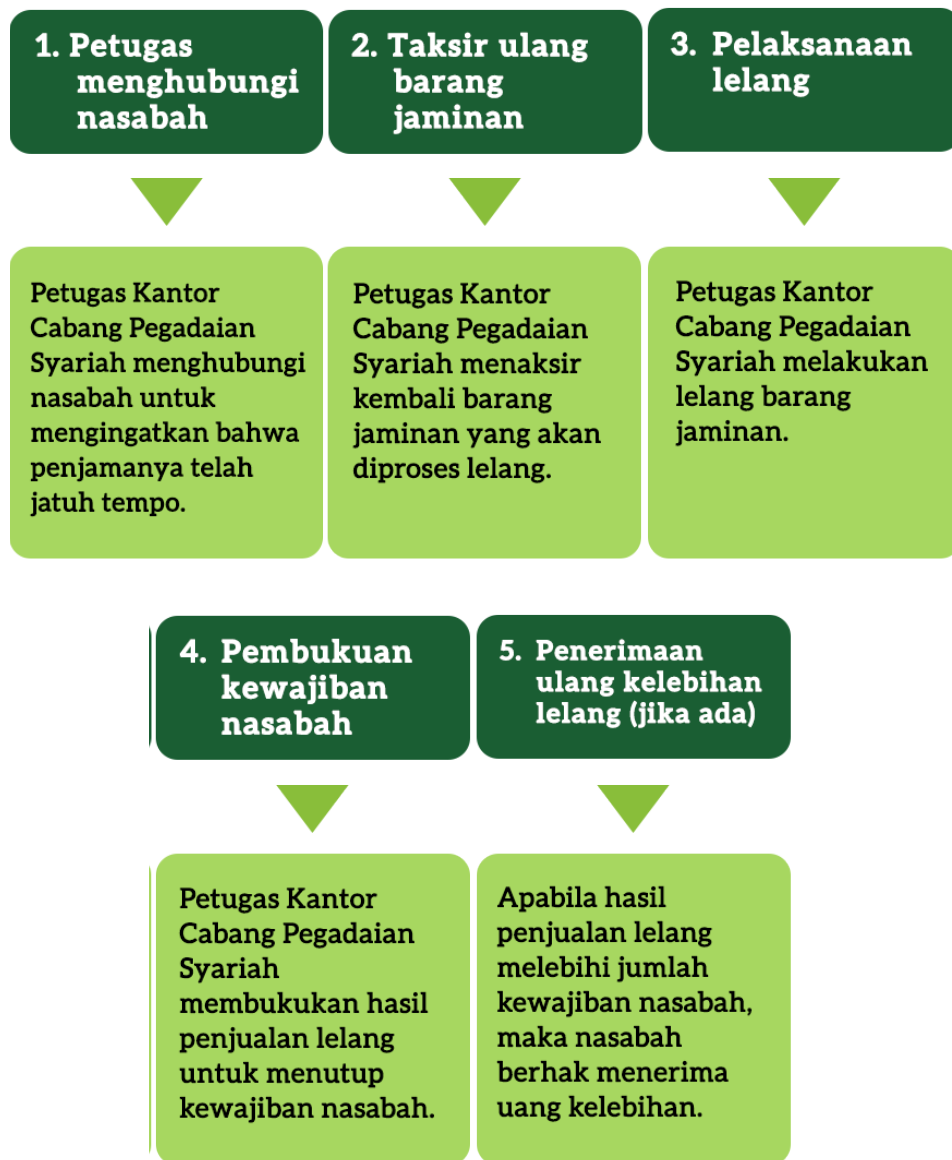 1. Petugas
menghubungi
nasabah
2. Taksir ulang
barang
jaminan
3. Pelaksanaan
lelang
Petugas Kantor
Cabang Pegadaian
Syariah menghubungi
nasabah untuk
mengingatkan bahwa
penjamanya telah
jatuh tempo.
Petugas Kantor
Cabang Pegadaian
Syariah menaksir
kembali barang
jaminan yang akan
diproses lelang.
Petugas Kantor
Cabang Pegadaian
Syariah melakukan
lelang barang
jaminan.
4. Pembukuan
kewajiban
nasabah
5. Penerimaan
ulang kelebihan
lelang (jika ada)
Petugas Kantor
Cabang Pegadaian
Syariah
membukukan hasil
penjualan lelang
untuk menutup
kewajiban nasabah.
Apabila hasil
penjualan lelang
melebihi jumlah
kewajiban nasabah,
maka nasabah
berhak menerima
uang kelebihan.